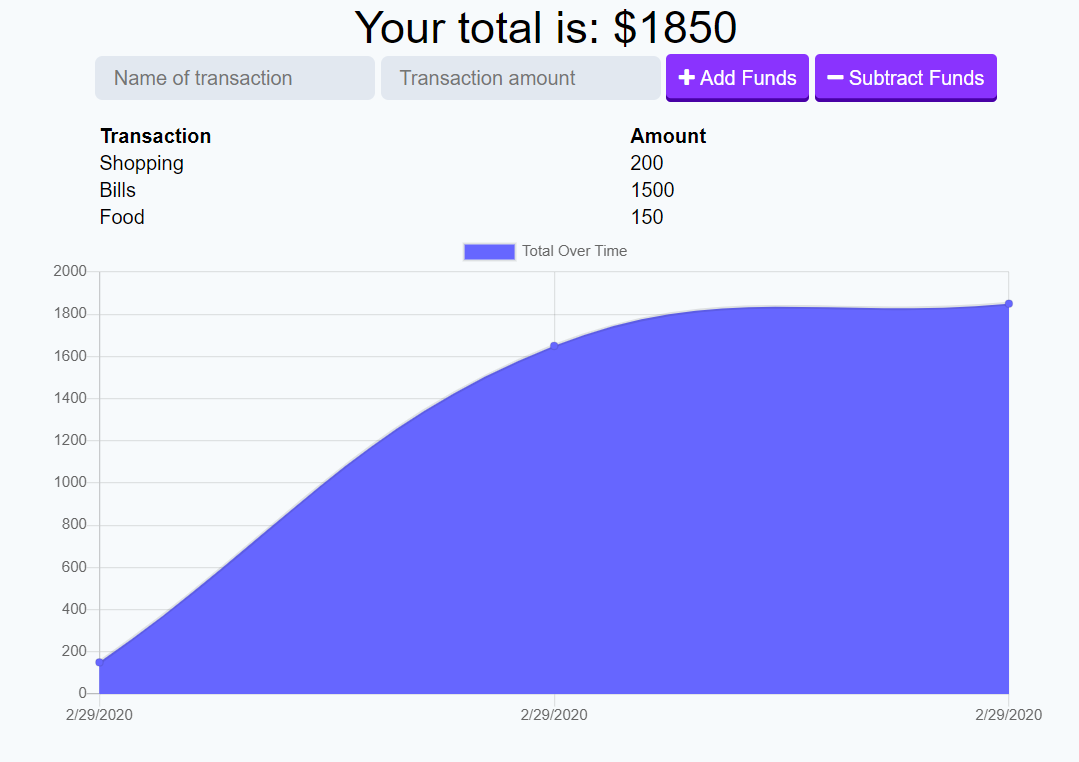 Your total is: $1850
Name of transaction Transaction amount Add Funds Subtract Funds
Transaction Amount
Shopping 200
Bills 1500
Food 150
Total Over Time
2000
1800
1600
1400
1200
1000
800
600
400
200
0
2/29/2020 2/29/2020 2/29/2020